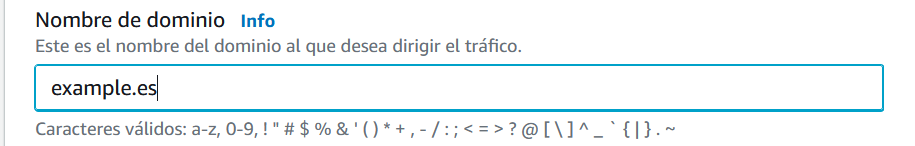 Nombre de dominio Info
Este es el nombre del dominio al que desea dirigir el tráfico.
example.es
Caracteres válidos: a-z, 0-9, ! " # $ % & ' ( ) * + , - / : ; < = > ? @ [ \ ] ^ _ ` { | } . ~